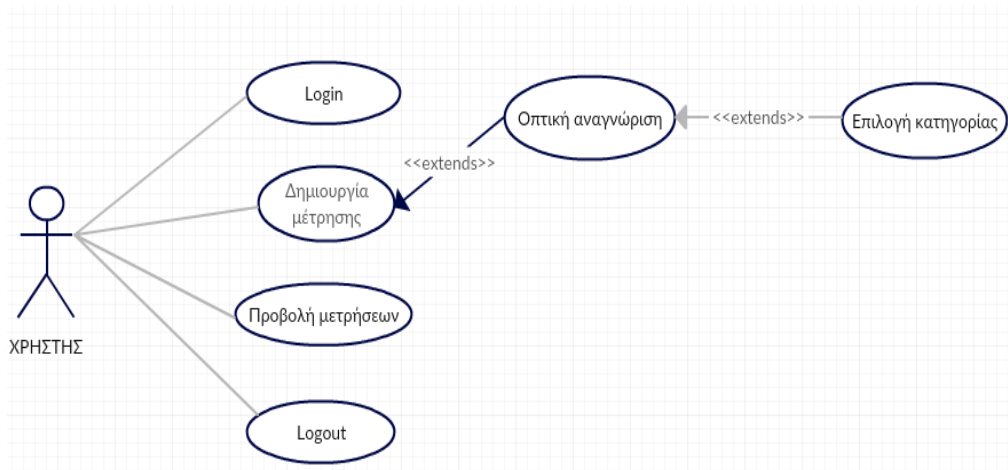 Login
Οπτική αναγνώριση
<<extends>>
Επιλογή κατηγορίας
<<extends>>
Δημιουργία
μέτρησης
Προβολή μετρήσεων
ΧΡΗΣΤΗΣ
Logout